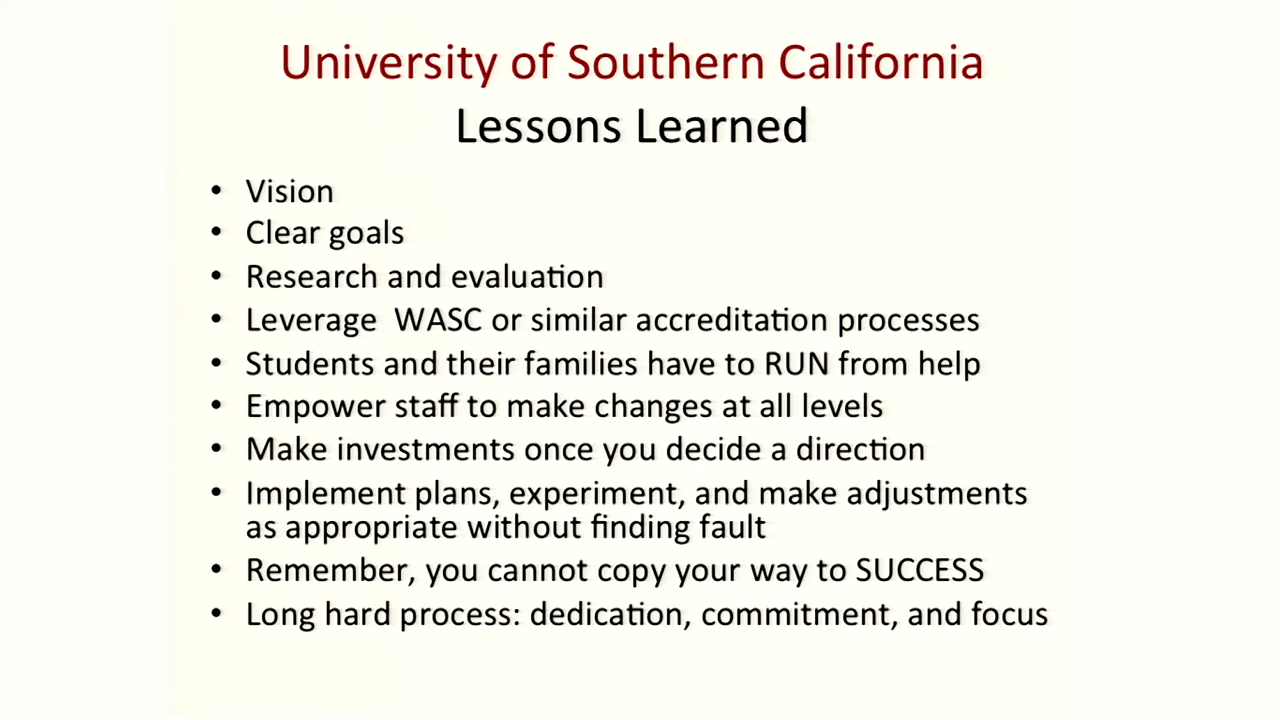 University of Southern California
Lessons Learned
• Vision
• Clear goals
• Research and evaluation
• Leverage  WASC or similar accreditation processes
• Students and their families have to RUN from help
• Empower staff to make changes at all levels
• Make investments once you decide a direction
• Implement plans, experiment, and make adjustments
as appropriate without finding fault
• Remember, you cannot copy your way to SUCCESS
• Long hard process: dedication, commitment, and focus